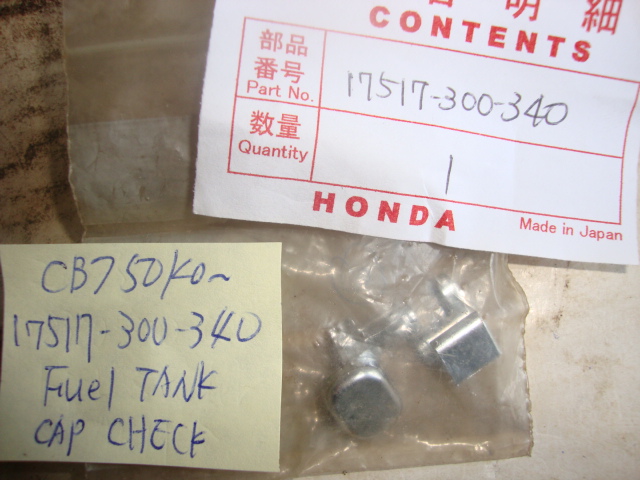 明細
CONTENTS
部品
番号
Part No.
17517-300-340
数量
Quantity
1
HONDA
Made in Japan
CB750K0~
17517-300-340
Fuel TANK
CAP CHECK